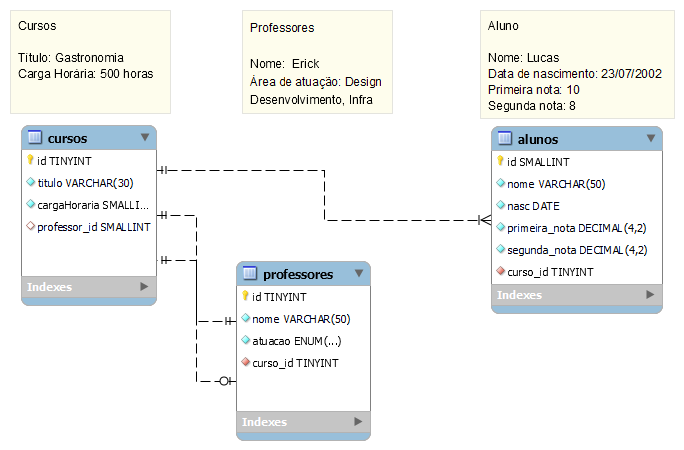 Cursos
Título: Gastronomia
Carga Horária: 500 horas
Professores
Nome:  Erick
Área de atuação: Design
Desenvolvimento, Infra
Aluno
Nome: Lucas
Data de nascimento: 23/07/2002
Primeira nota: 10
Segunda nota: 8
cursos
id TINYINT
titulo VARCHAR(30)
cargaHoraria SMALLI...
professor_id SMALLINT
Indexes
professores
id TINYINT
nome VARCHAR(50)
atuacao ENUM(...)
curso_id TINYINT
Indexes
alunos
id SMALLINT
nome VARCHAR(50)
nasc DATE
primeira_nota DECIMAL(4,2)
segunda_nota DECIMAL(4,2)
curso_id TINYINT
Indexes